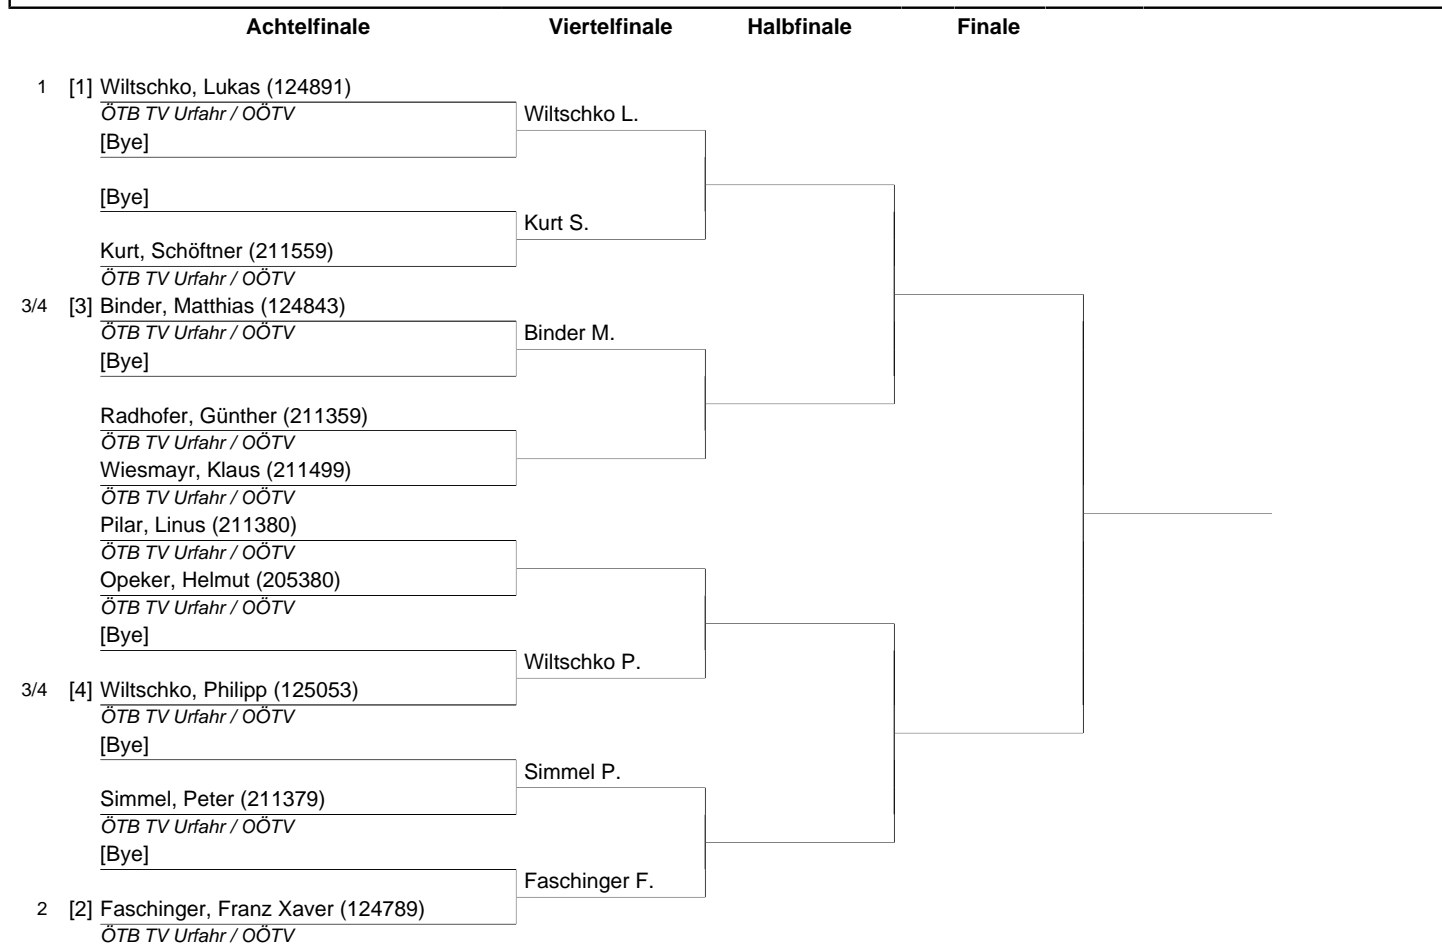 Achtelfinale Viertelfinale Halbfinale Finale
1 [1] Wiltschko, Lukas (124891)
ÖTB TV Urfahr / OÖTV Wiltschko L.
[Bye]
[Bye]
Kurt S.
Kurt, Schöftner (211559)
ÖTB TV Urfahr / OÖTV
3/4 [3] Binder, Matthias (124843)
ÖTB TV Urfahr / OÖTV Binder M.
[Bye]
Radhofer, Günther (211359)
ÖTB TV Urfahr / OÖTV
Wiesmayr, Klaus (211499)
ÖTB TV Urfahr / OÖTV
Pilar, Linus (211380)
ÖTB TV Urfahr / OÖTV
Opeker, Helmut (205380)
ÖTB TV Urfahr / OÖTV
[Bye]
Wiltschko P.
3/4 [4] Wiltschko, Philipp (125053)
ÖTB TV Urfahr / OÖTV
[Bye]
Simmel P.
Simmel, Peter (211379)
ÖTB TV Urfahr / OÖTV
[Bye]
Faschinger F.
2 [2] Faschinger, Franz Xaver (124789)
ÖTB TV Urfahr / OÖTV